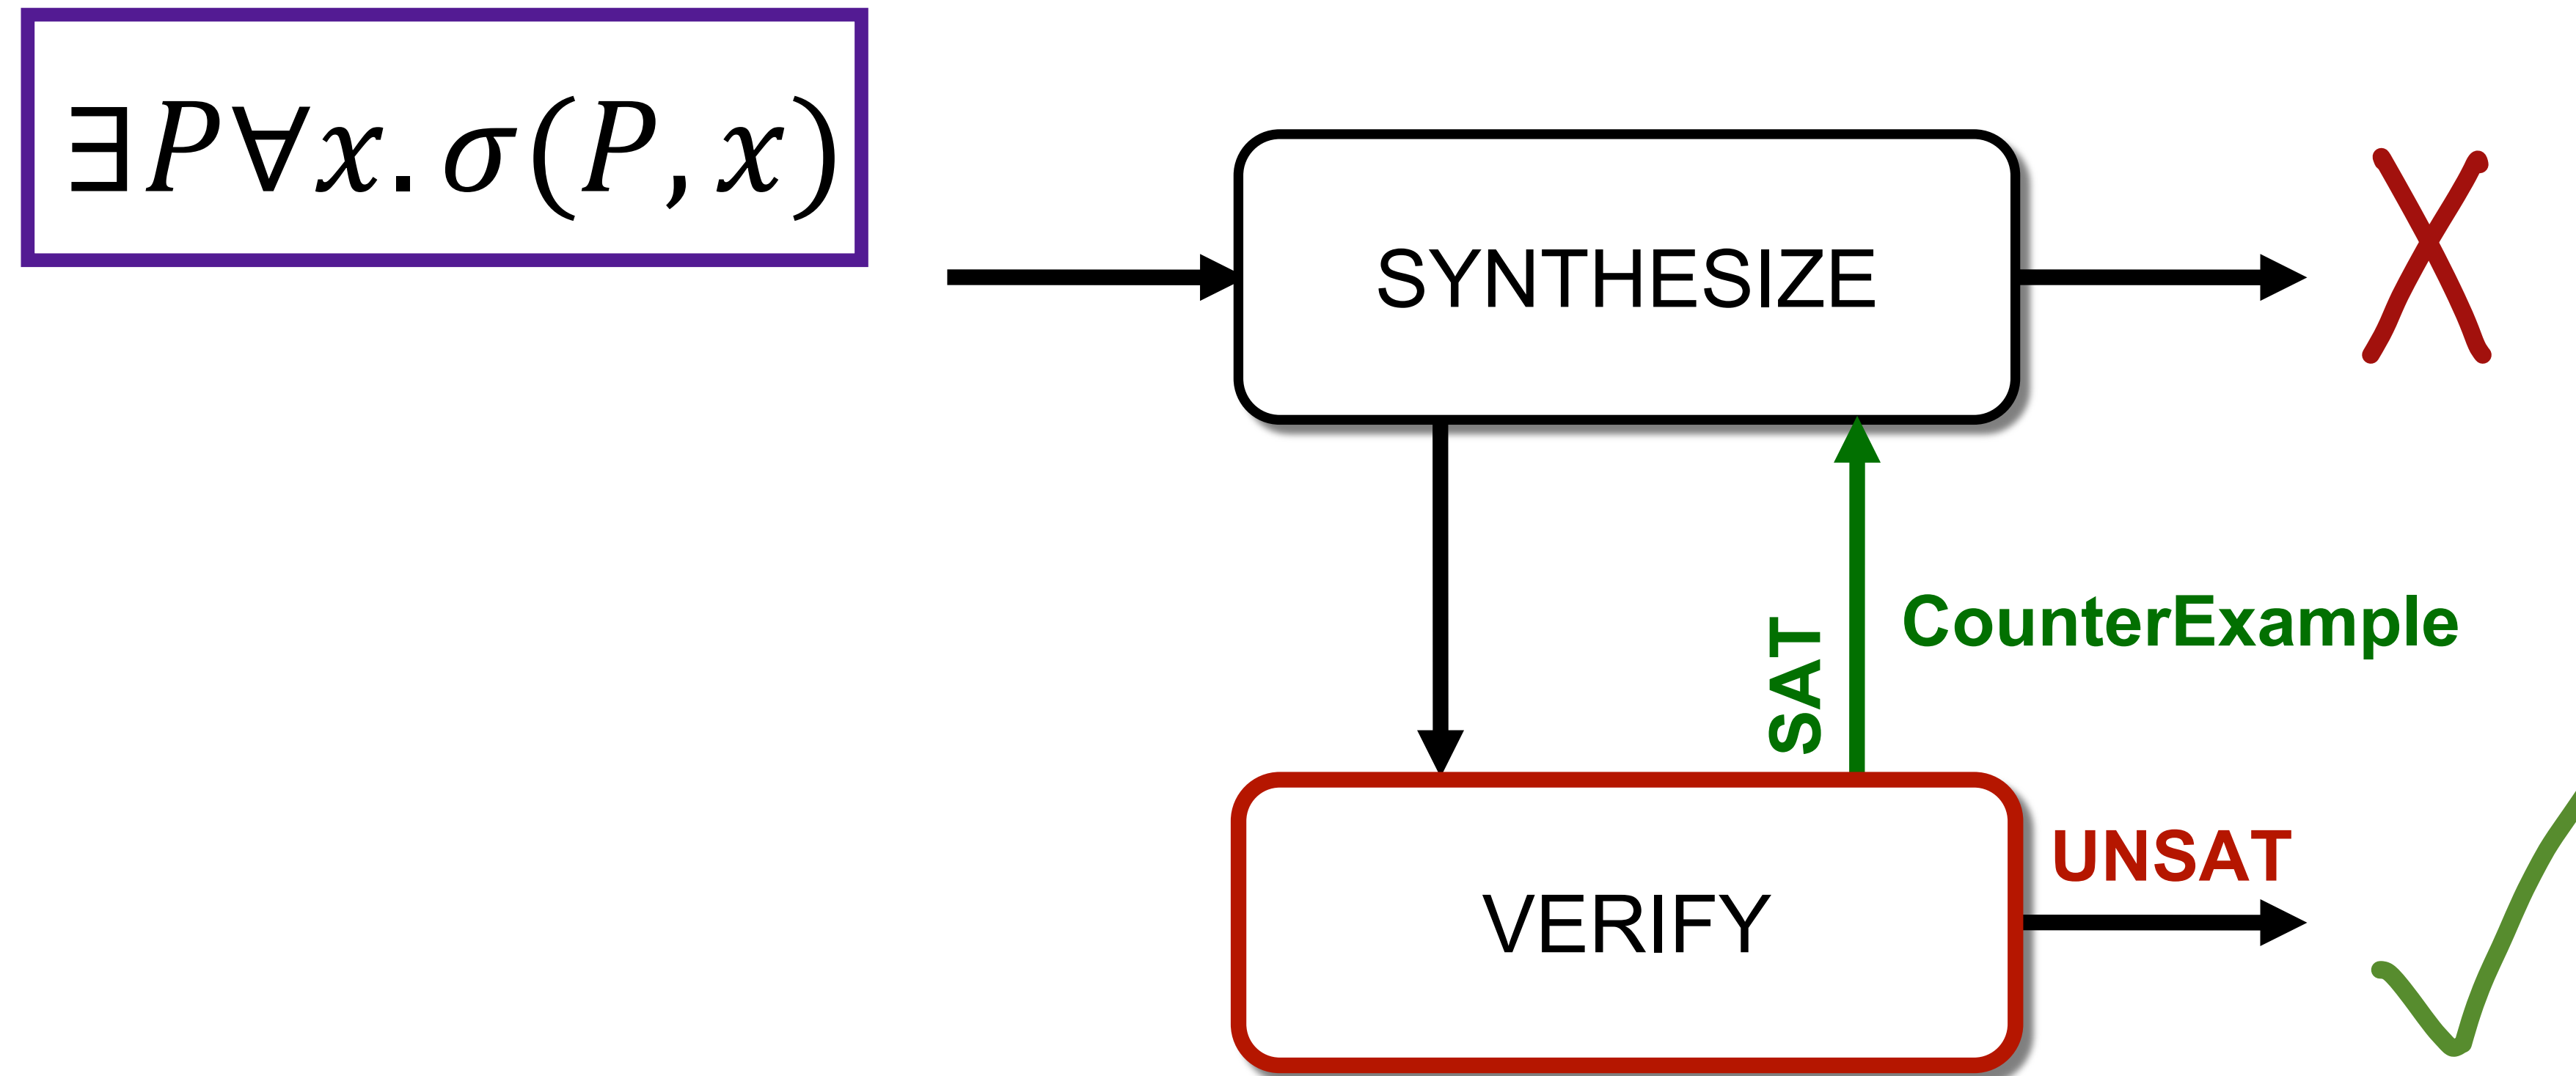 ∃P∀x. σ(P, x)
SYNTHESIZE
CounterExample
SAT
UNSAT
VERIFY